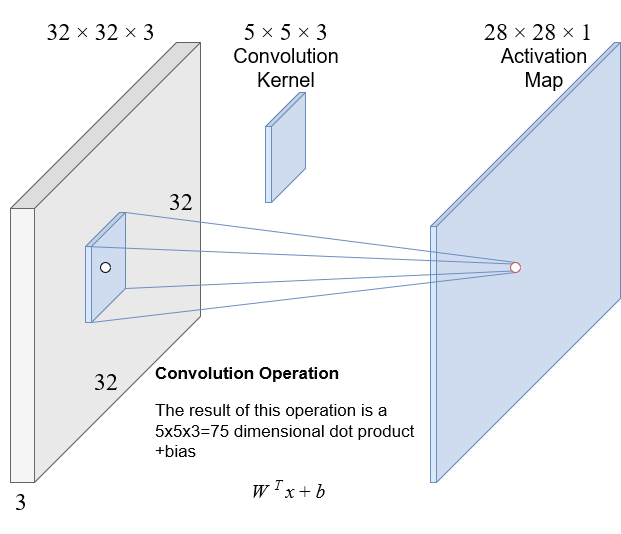 32 × 32 × 3
5 × 5 × 3
Convolution
Kernel
28 × 28 × 1
Activation
Map
32
32
3
Convolution Operation
The result of this operation is a
5x5x3=75 dimensional dot product
+bias
W^T x + b